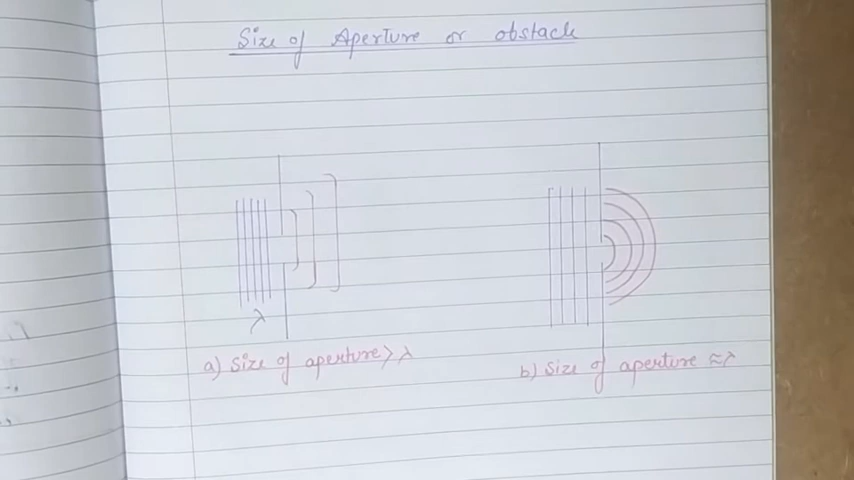 Size of Aperture or obstacle
λ
a) Size of aperture > λ
b) Size of aperture ≈ λ